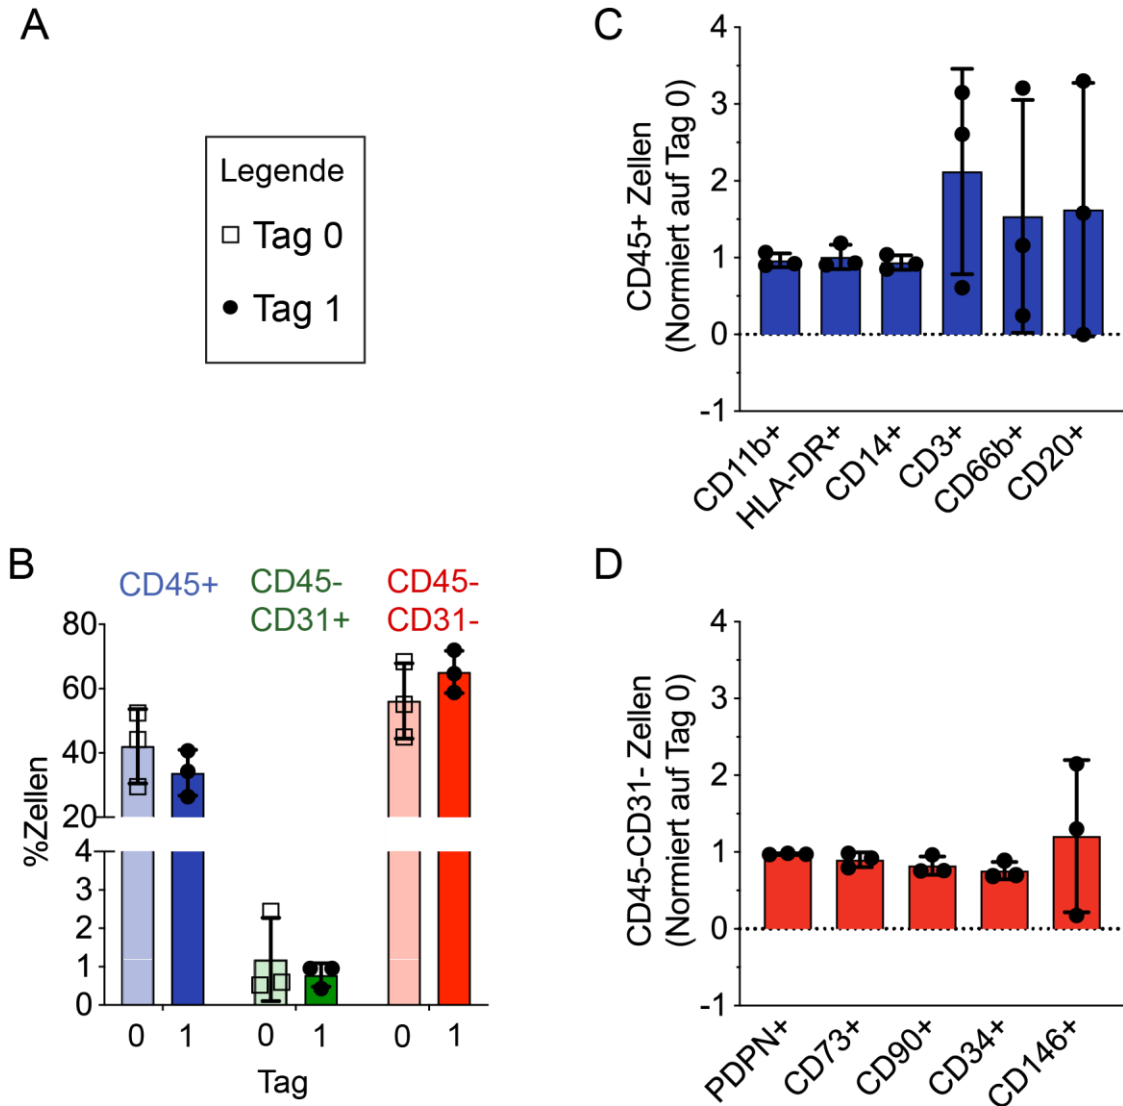 A
Legende
Tag 0
Tag 1
B
CD45+
CD45-
CD31+
CD45-
CD31-
%Zellen
80
60
40
20
4
3
2
1
0
0
1
0
1
0
1
Tag
C
CD45+ Zellen
(Normiert auf Tag 0)
4
3
2
1
0
-1
CD11b+
HLA-DR+
CD14+
CD3+
CD66b+
CD20+
D
CD45-CD31- Zellen
(Normiert auf Tag 0)
4
3
2
1
0
-1
PDPN+
CD73+
CD90+
CD34+
CD146+